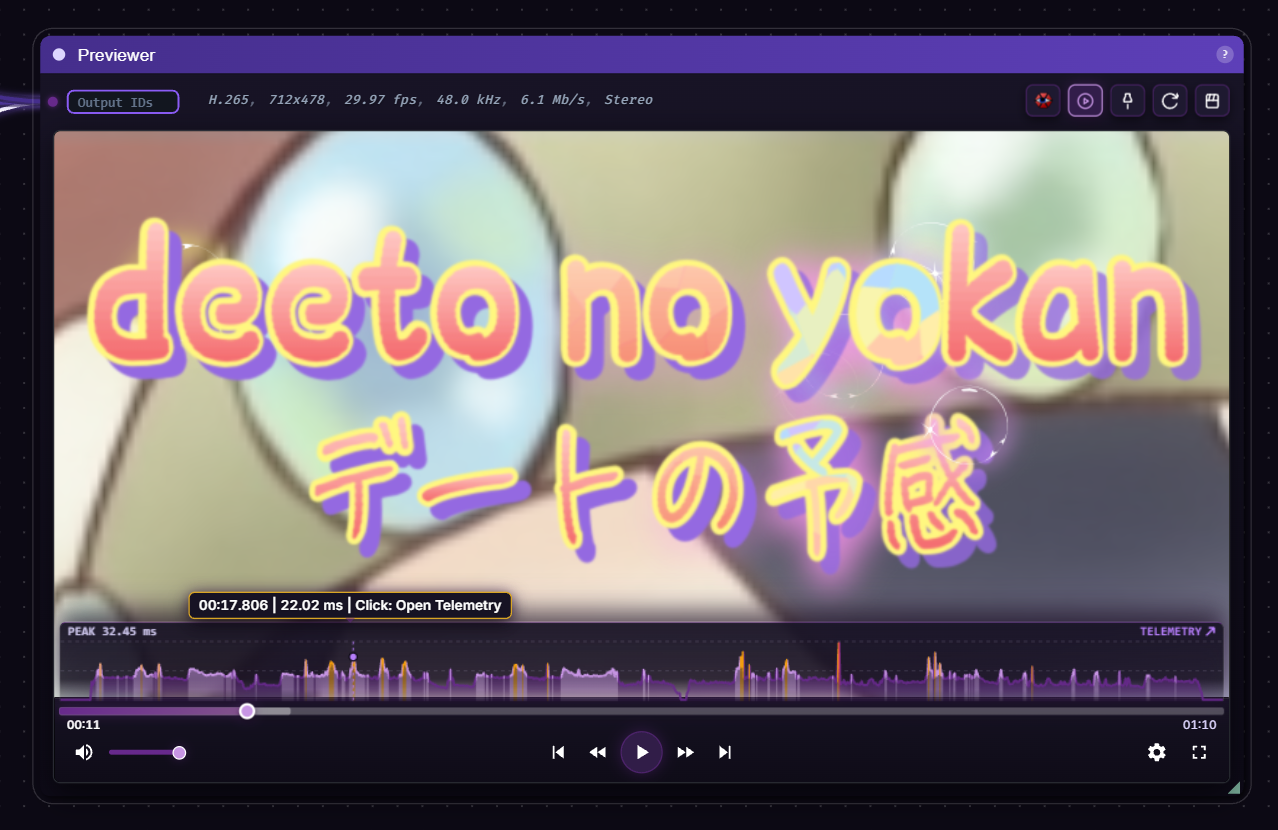 Previewer
?
Output IDs
H.265, 712x478, 29.97 fps, 48.0 kHz, 6.1 Mb/s, Stereo
deeto no yokan
デートの予感
00:17.806 | 22.02 ms | Click: Open Telemetry
PEAK 32.45 ms
TELEMETRY
00:11
01:10